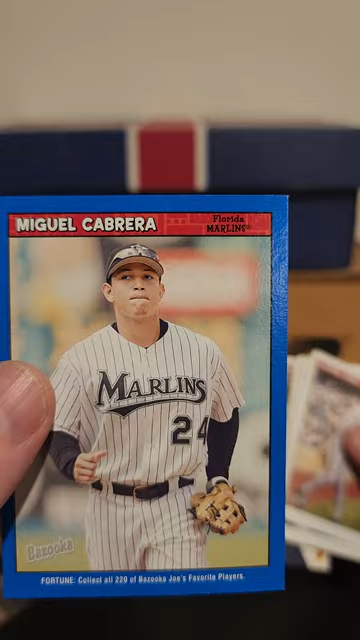 MIGUEL CABRERA
Florida
MARLINS
MARLINS
24
Bazooka
FORTUNE: Collect all 220 of Bazooka Joe's Favorite Players.